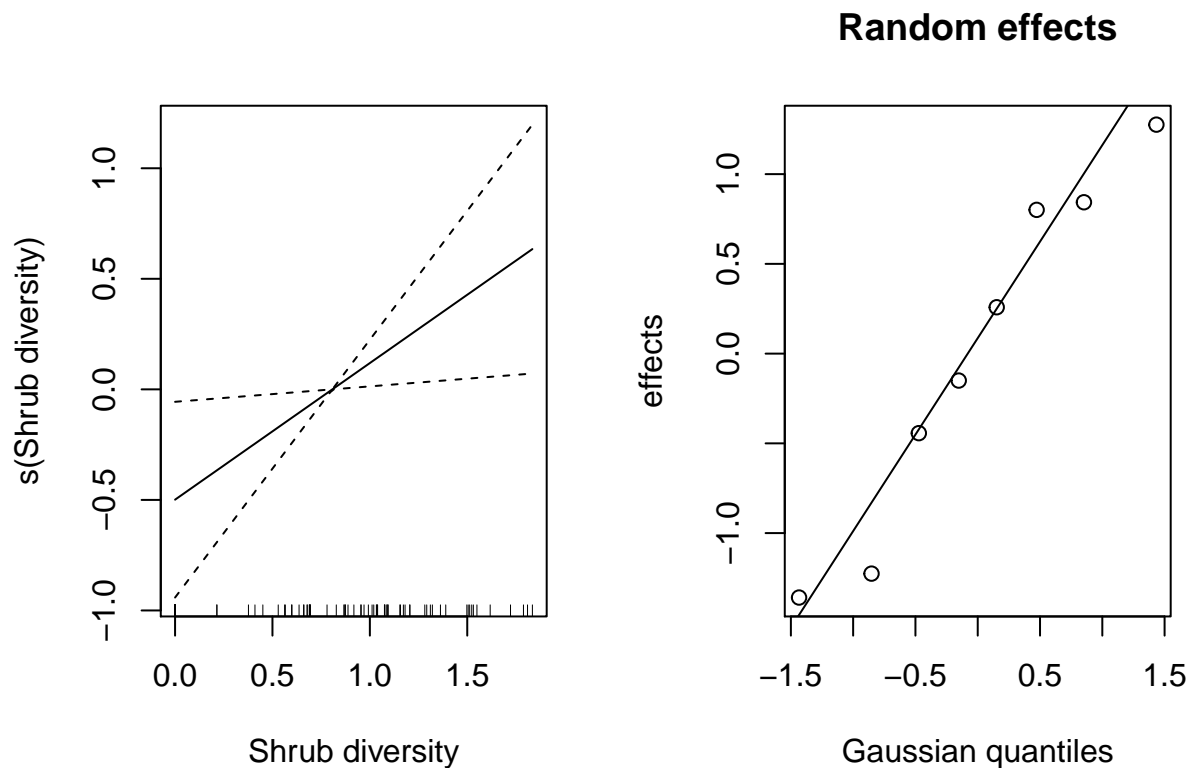 Random effects
s(Shrub diversity)
1.0
0.5
0.0
−0.5
−1.0
0.0 0.5 1.0 1.5
Shrub diversity
effects
1.0
0.5
0.0
−1.0
−1.5 −0.5 0.5 1.5
Gaussian quantiles